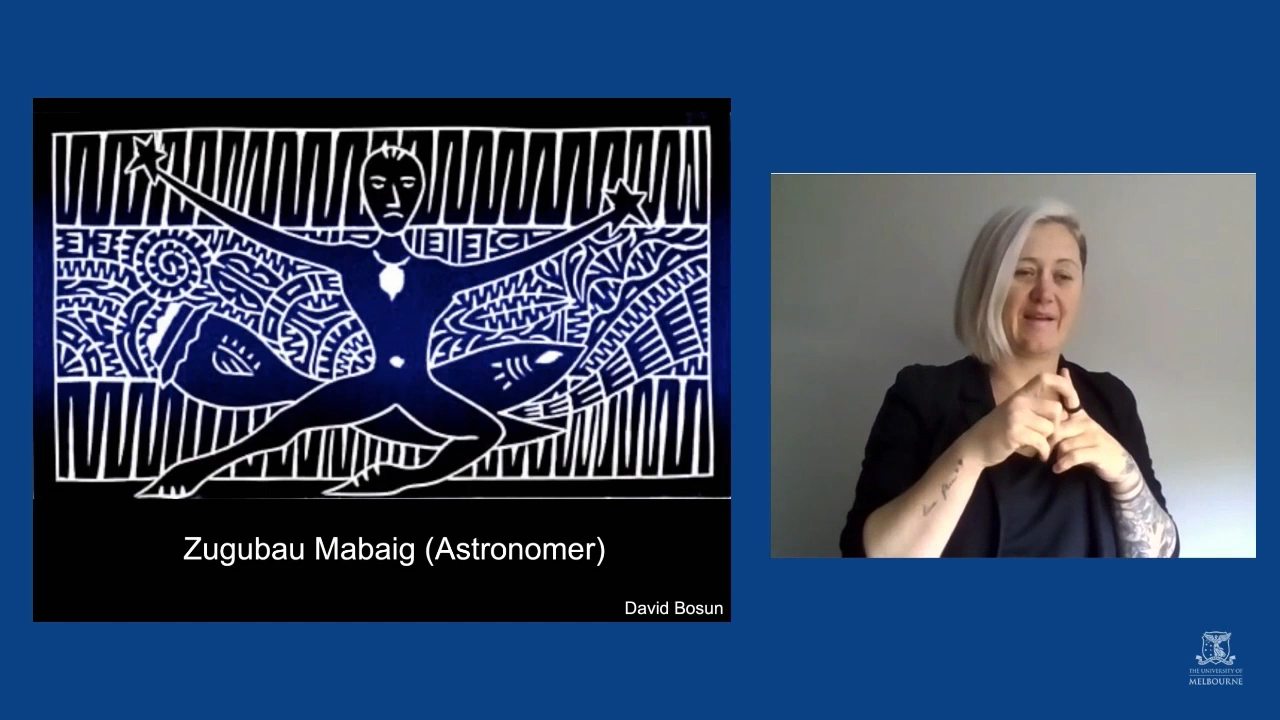 Zugubau Mabaig (Astronomer)
David Bosun
THE UNIVERSITY OF
MELBOURNE